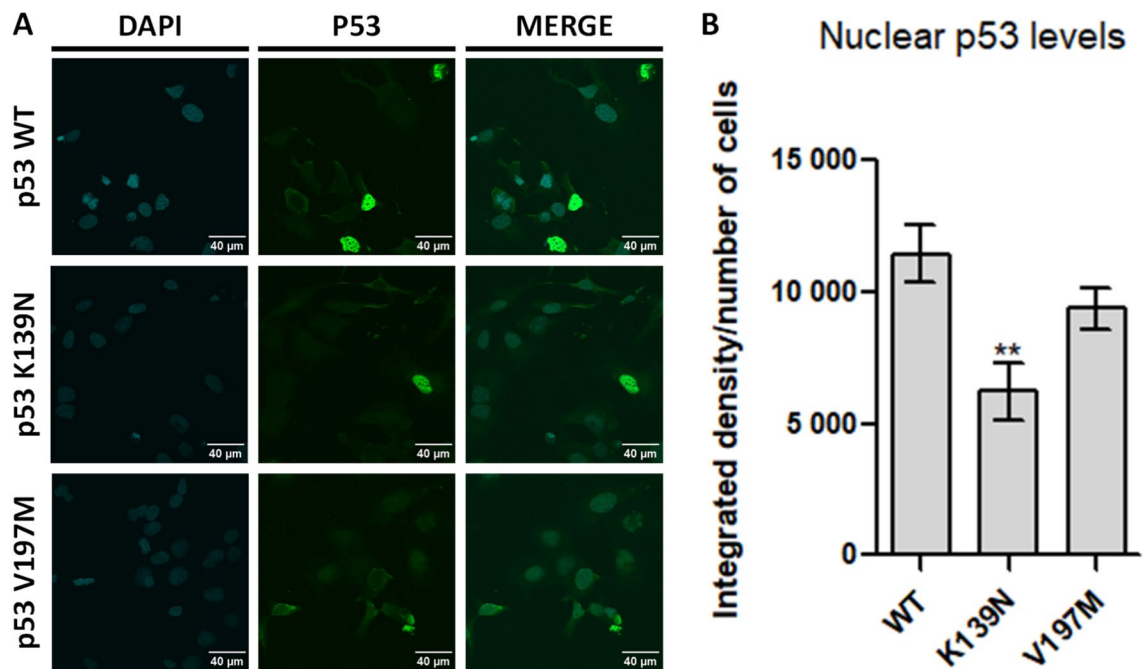 A
DAPI
P53
MERGE
p53 WT
40 µm
40 µm
40 µm
p53 K139N
40 µm
40 µm
40 µm
p53 V197M
40 µm
40 µm
40 µm
B
Nuclear p53 levels
Integrated density/number of cells
15 000
10 000
5 000
0
**
WT
K139N
V197M